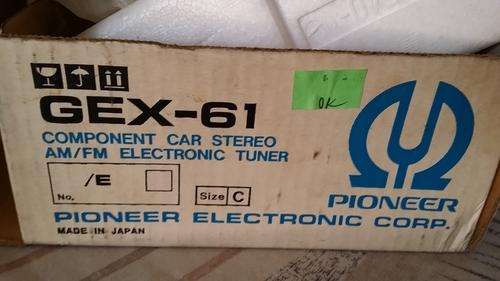 GEX-61
OK
COMPONENT CAR STEREO
AM/FM ELECTRONIC TUNER
/E
No.
Size C
PIONEER
PIONEER ELECTRONIC CORP.
MADE IN JAPAN